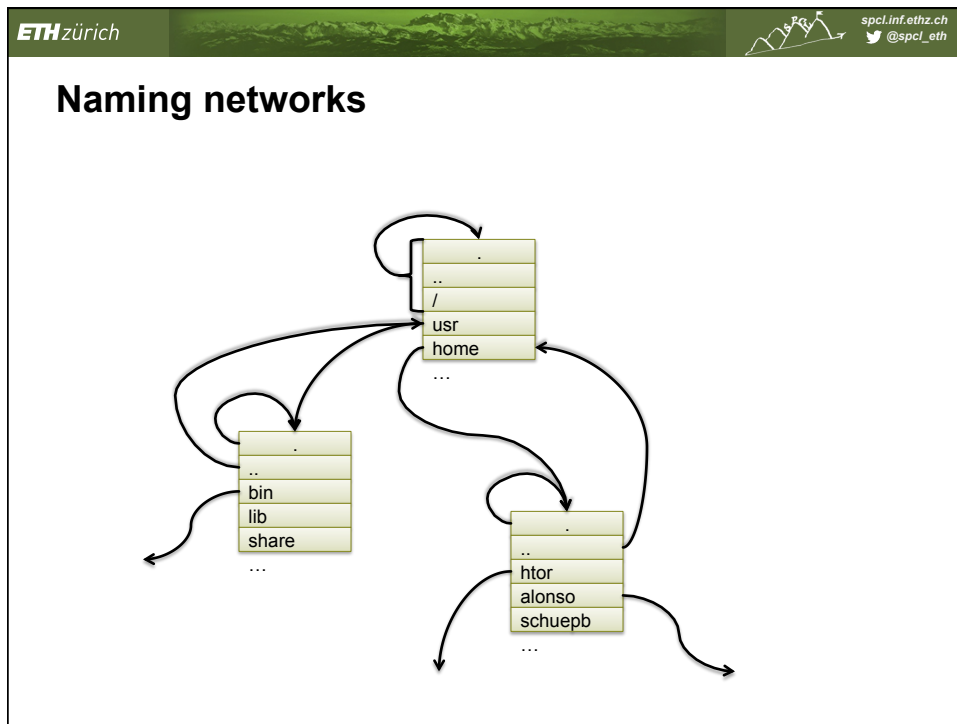 ETH zürich
spcl.inf.ethz.ch
@spcl_eth
Naming networks
.
..
/
usr
home
…
.
..
bin
lib
share
…
.
..
htor
alonso
schuepb
…